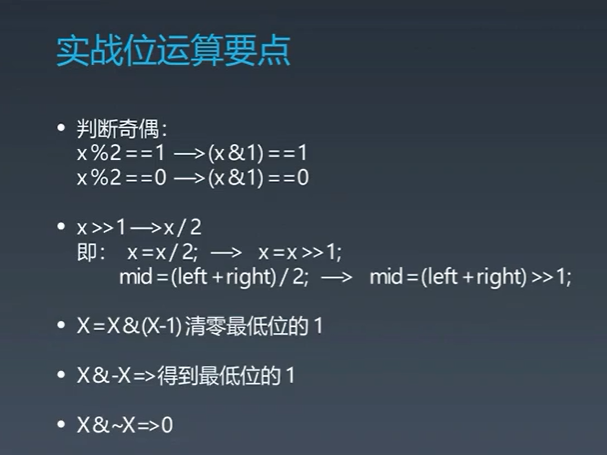 实战位运算要点
• 判断奇偶：
x%2==1 —>(x&1)==1
x%2==0 —>(x&1)==0
• x>>1—>x/2
即： x=x/2; —> x=x>>1;
mid=(left+right)/2; —> mid=(left+right)>>1;
• X=X&(X-1)清零最低位的1
• X&-X=>得到最低位的1
• X&~X=>0